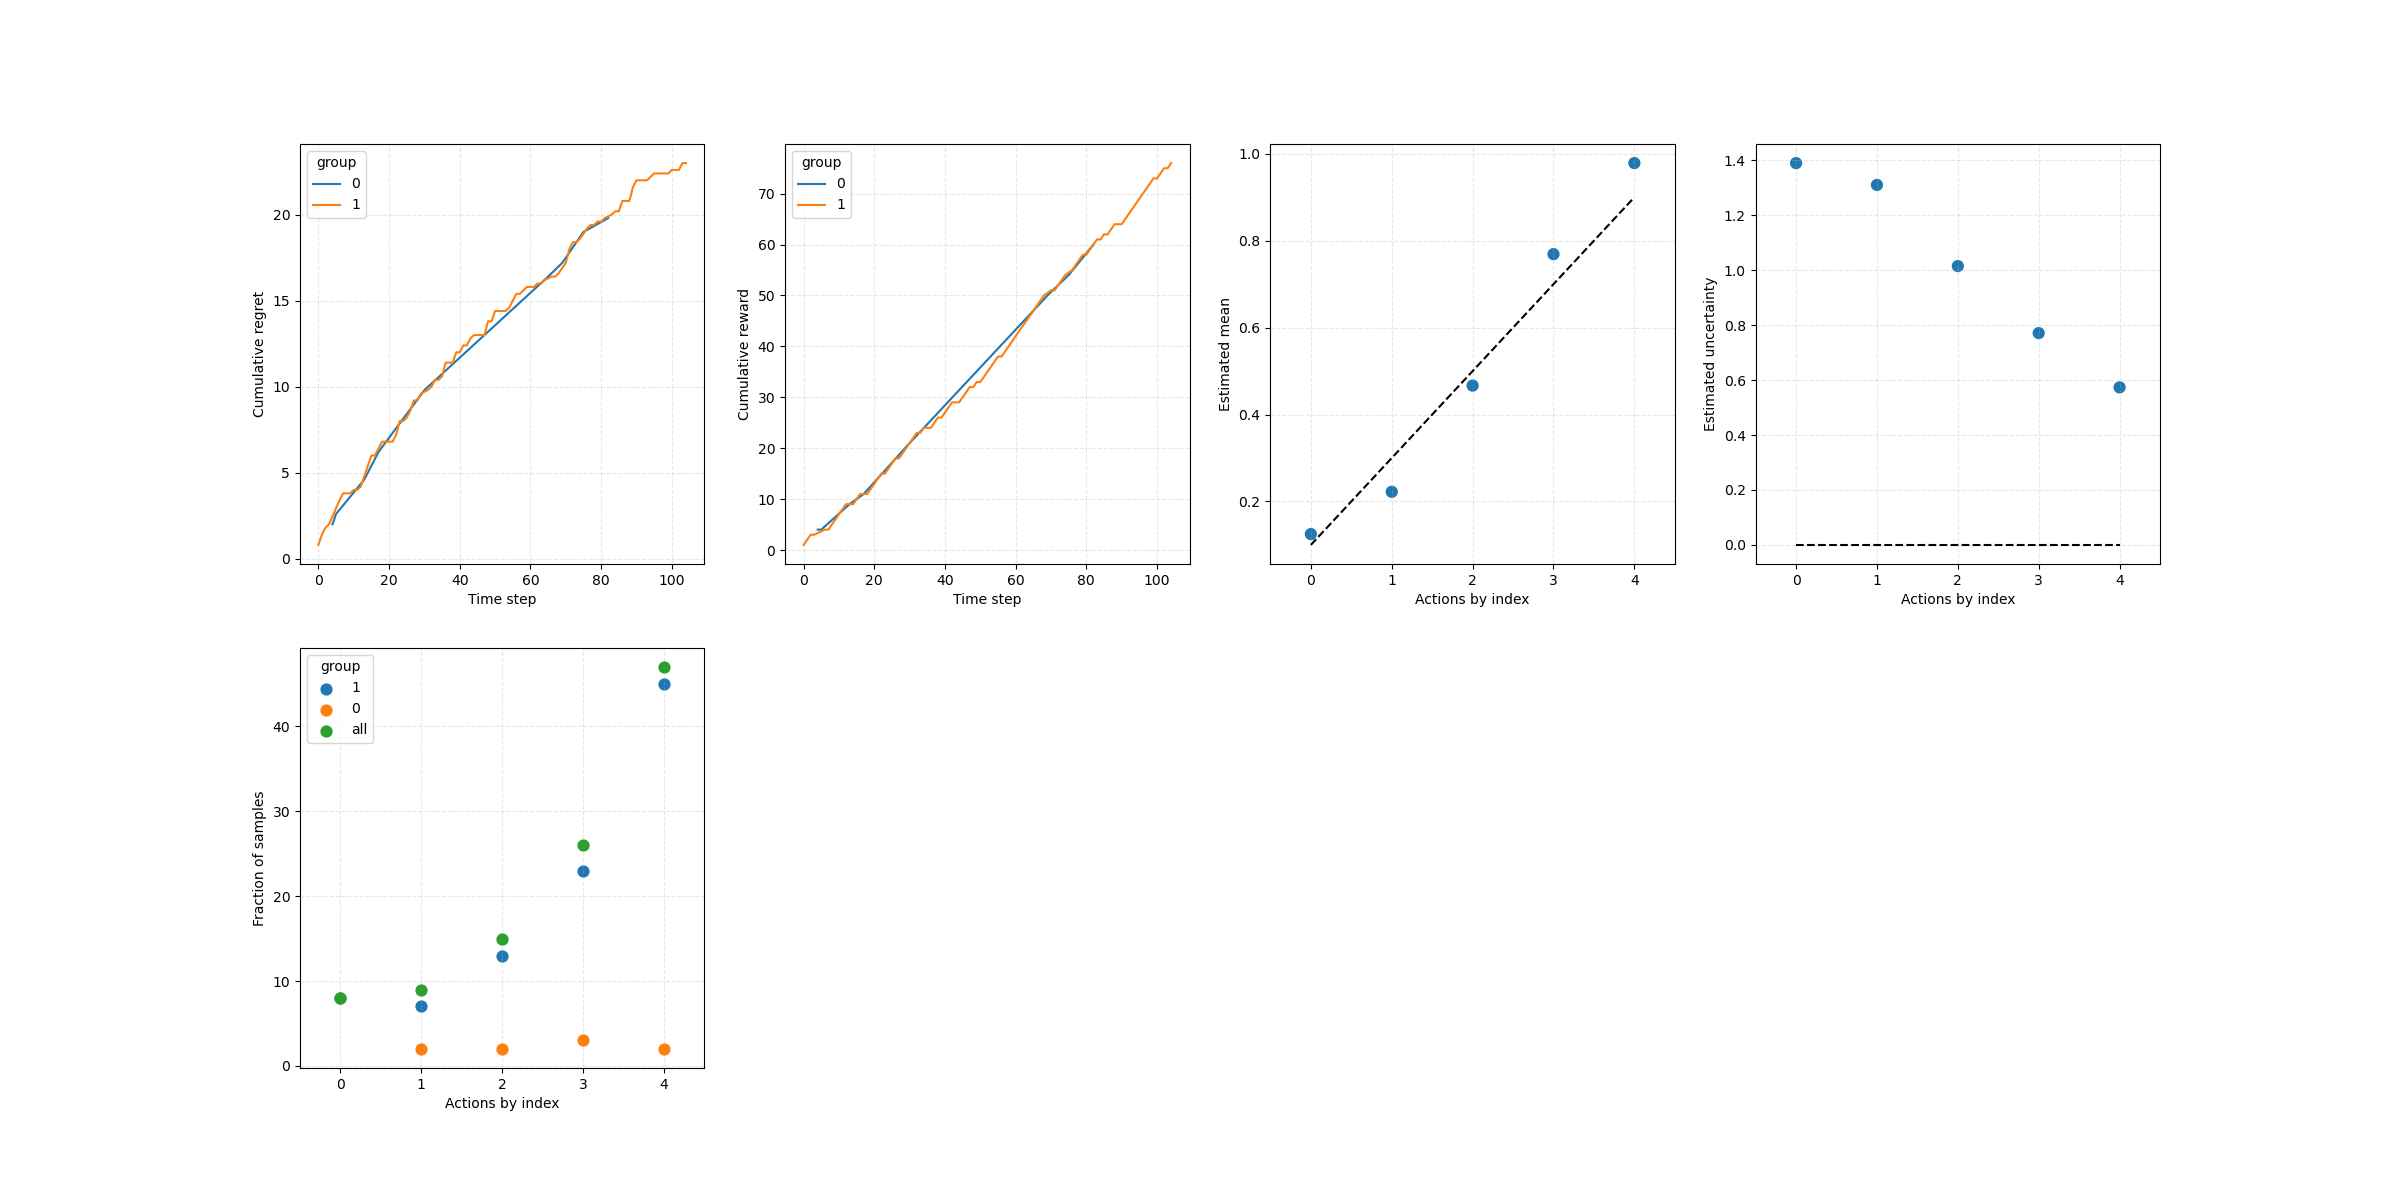 group
0
1
20
15
10
5
0
Cumulative regret
0 20 40 60 80 100
Time step
group
0
1
70
60
50
40
30
20
10
0
Cumulative reward
0 20 40 60 80 100
Time step
1.0
0.8
0.6
0.4
0.2
Estimated mean
0 1 2 3 4
Actions by index
1.4
1.2
1.0
0.8
0.6
0.4
0.2
0.0
Estimated uncertainty
0 1 2 3 4
Actions by index
group
1
0
all
40
30
20
10
0
Fraction of samples
0 1 2 3 4
Actions by index